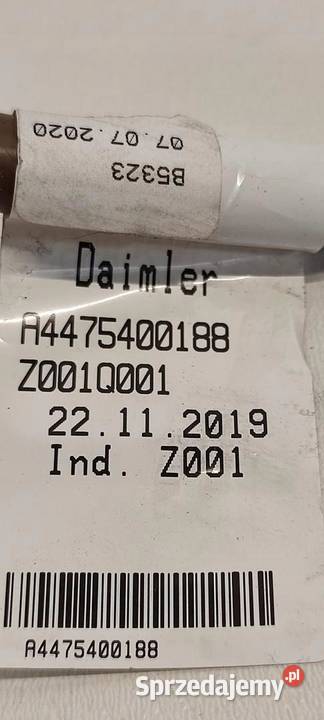 07.07.2020
B5323
Daimler
A4475400188
Z001Q001
22.11.2019
Ind. Z001
A4475400188
Sprzedajemy.pl